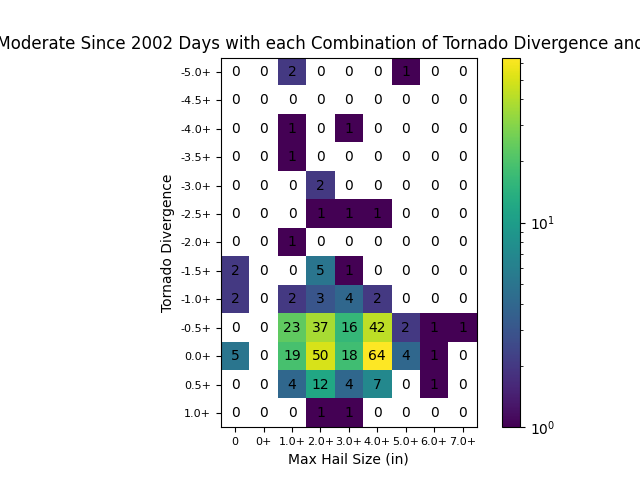 Moderate Since 2002 Days with each Combination of Tornado Divergence and
Tornado Divergence
-5.0+ 0 0 2 0 0 0 1 0 0
-4.5+ 0 0 0 0 0 0 0 0 0
-4.0+ 0 0 1 0 1 0 0 0 0
-3.5+ 0 0 1 0 0 0 0 0 0
-3.0+ 0 0 0 2 0 0 0 0 0
-2.5+ 0 0 0 1 1 1 0 0 0
-2.0+ 0 0 1 0 0 0 0 0 0
-1.5+ 2 0 0 5 1 0 0 0 0
-1.0+ 2 0 2 3 4 2 0 0 0
-0.5+ 0 0 23 37 16 42 2 1 1
0.0+ 5 0 19 50 18 64 4 1 0
0.5+ 0 0 4 12 4 7 0 1 0
1.0+ 0 0 0 1 1 0 0 0 0
0 0+ 1.0+ 2.0+ 3.0+ 4.0+ 5.0+ 6.0+ 7.0+
Max Hail Size (in)
10¹
10⁰